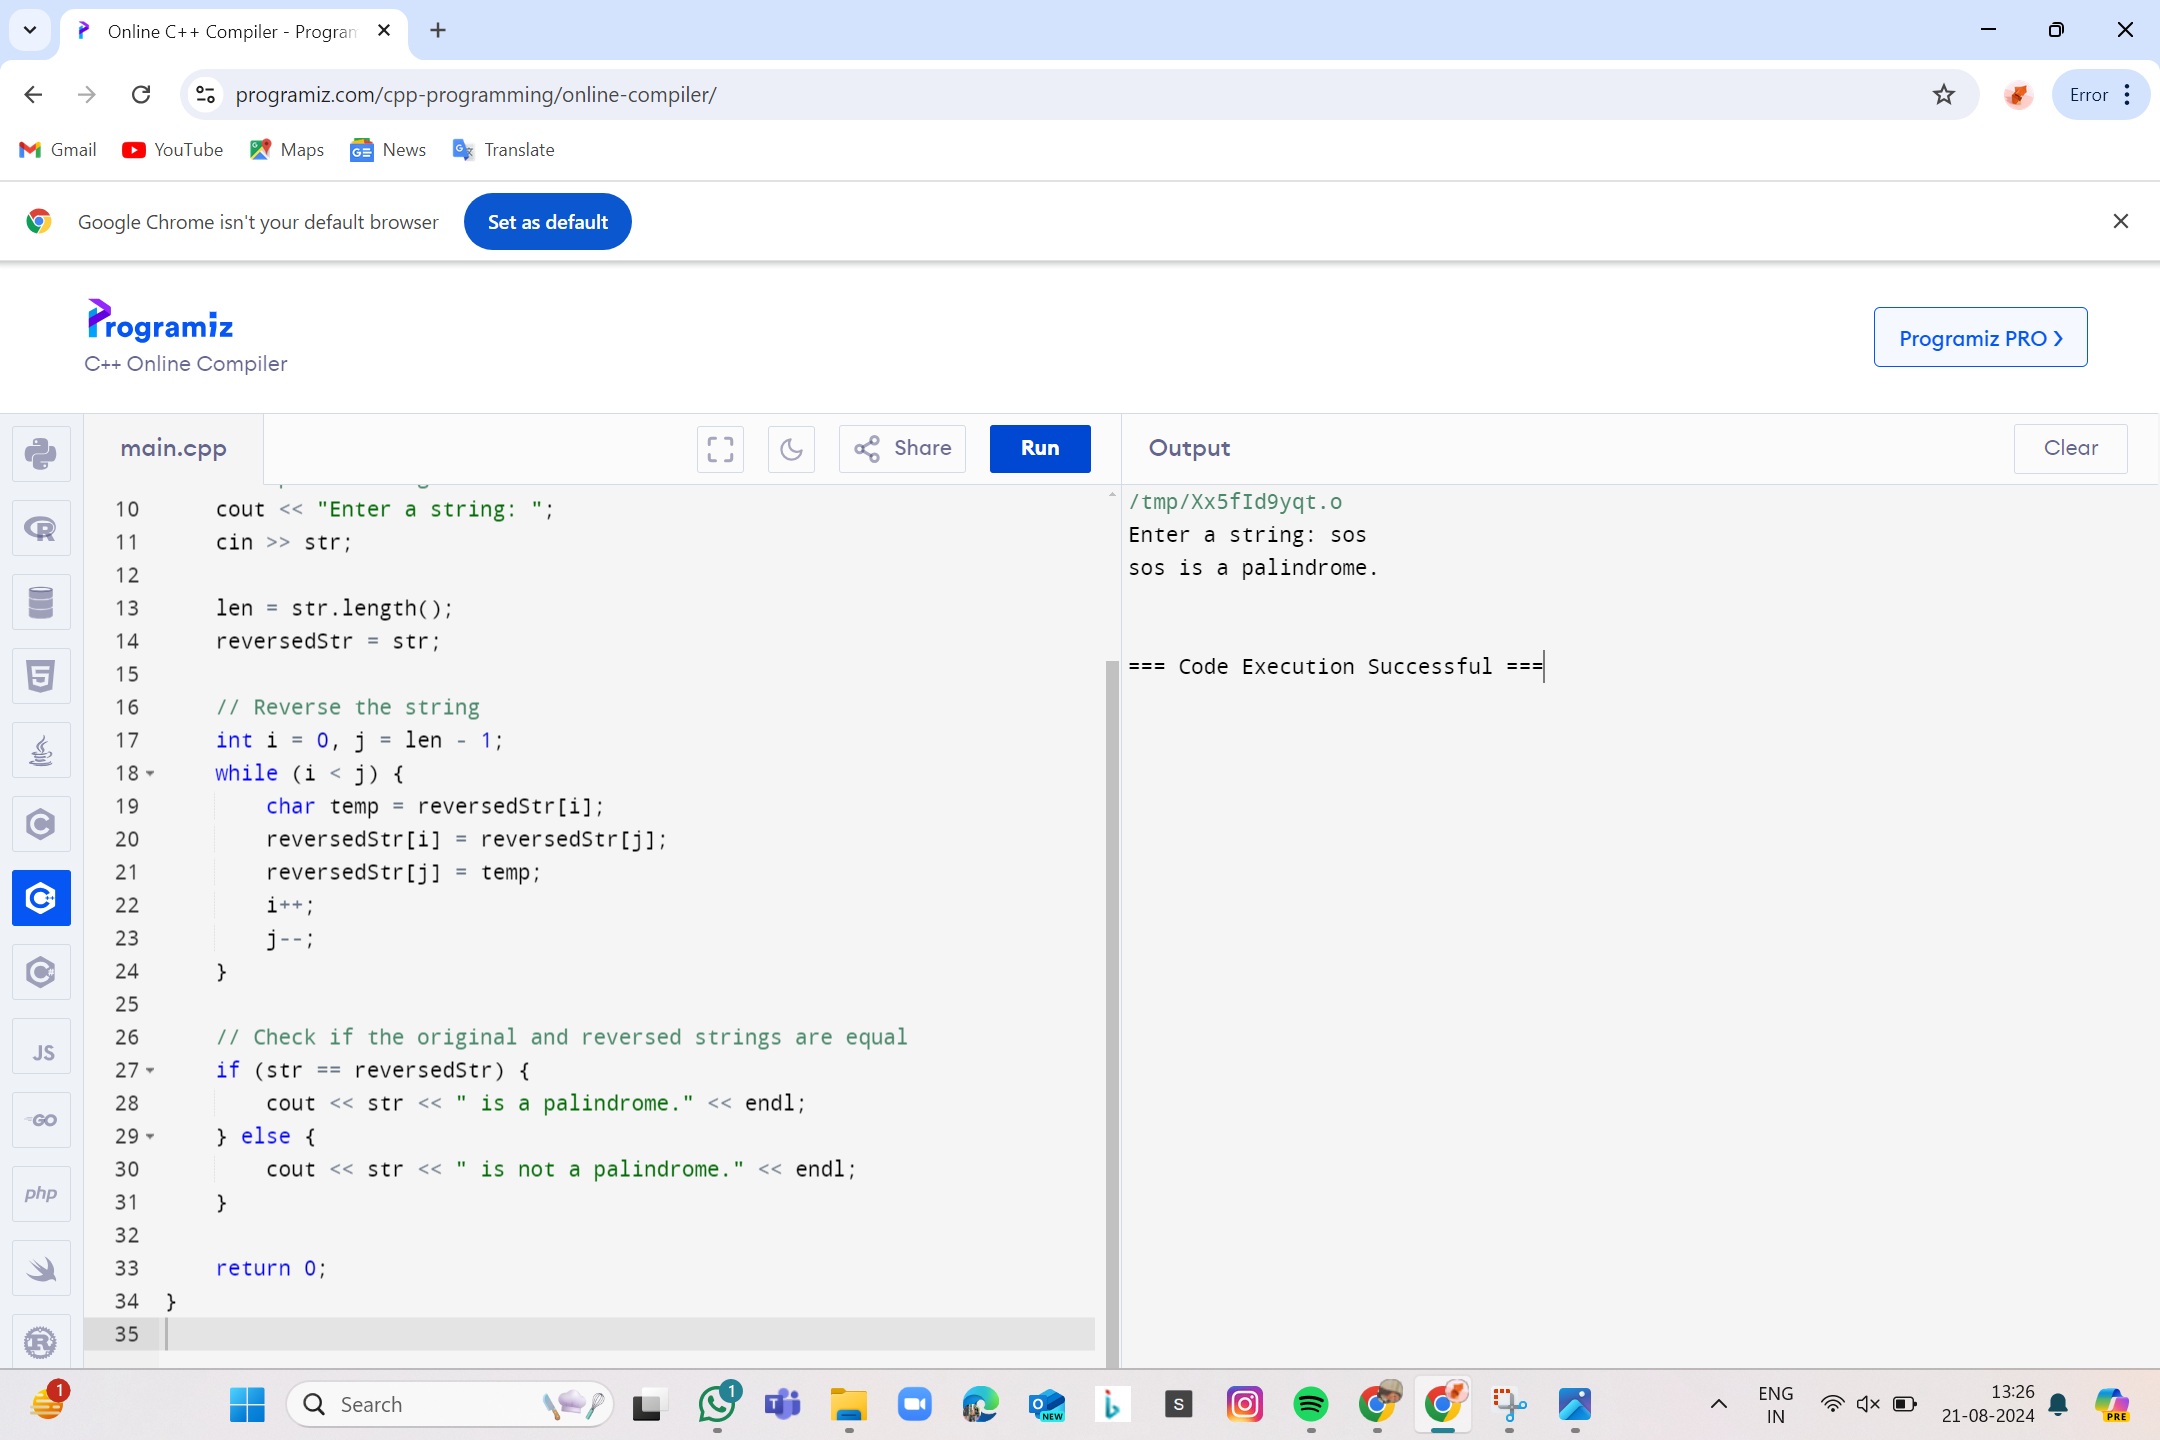 Online C++ Compiler - Program
programiz.com/cpp-programming/online-compiler/
Error
Gmail
YouTube
Maps
News
Translate
Google Chrome isn't your default browser
Set as default
Programiz
C++ Online Compiler
Programiz PRO
main.cpp
Share
Run
Output
Clear
10 cout << "Enter a string: ";
11 cin >> str;
12
13 len = str.length();
14 reversedStr = str;
15
16 // Reverse the string
17 int i = 0, j = len - 1;
18 while (i < j) {
19 char temp = reversedStr[i];
20 reversedStr[i] = reversedStr[j];
21 reversedStr[j] = temp;
22 i++;
23 j--;
24 }
25
26 // Check if the original and reversed strings are equal
27 if (str == reversedStr) {
28 cout << str << " is a palindrome." << endl;
29 } else {
30 cout << str << " is not a palindrome." << endl;
31 }
32
33 return 0;
34 }
35
/tmp/Xx5fId9yqt.o
Enter a string: sos
sos is a palindrome.
=== Code Execution Successful ===
JS
GO
php
1
Search
1
NEW
S
ENG
IN
13:26
21-08-2024
PRE